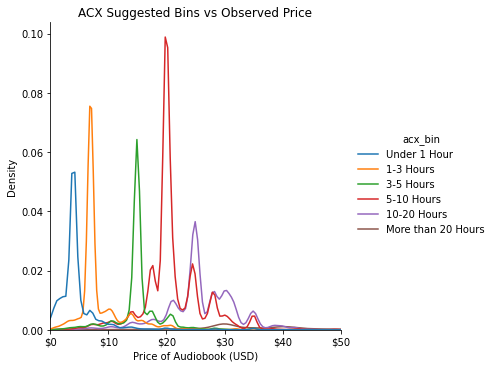 ACX Suggested Bins vs Observed Price
0.10
0.08
0.06
0.04
0.02
0.00
Density
$0
$10
$20
$30
$40
$50
Price of Audiobook (USD)
acx_bin
Under 1 Hour
1-3 Hours
3-5 Hours
5-10 Hours
10-20 Hours
More than 20 Hours